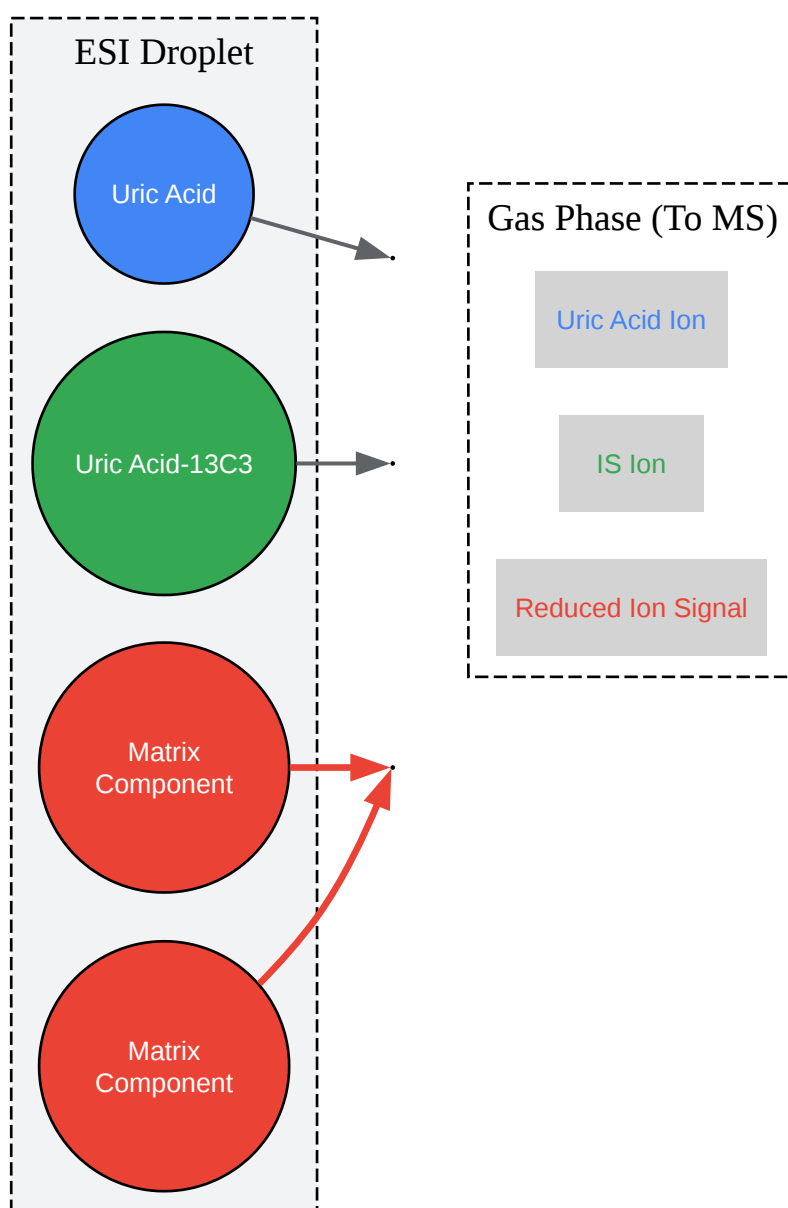 ESI Droplet
Uric Acid
Uric Acid-13C3
Matrix
Component
Matrix
Component
Gas Phase (To MS)
Uric Acid Ion
IS Ion
Reduced Ion Signal